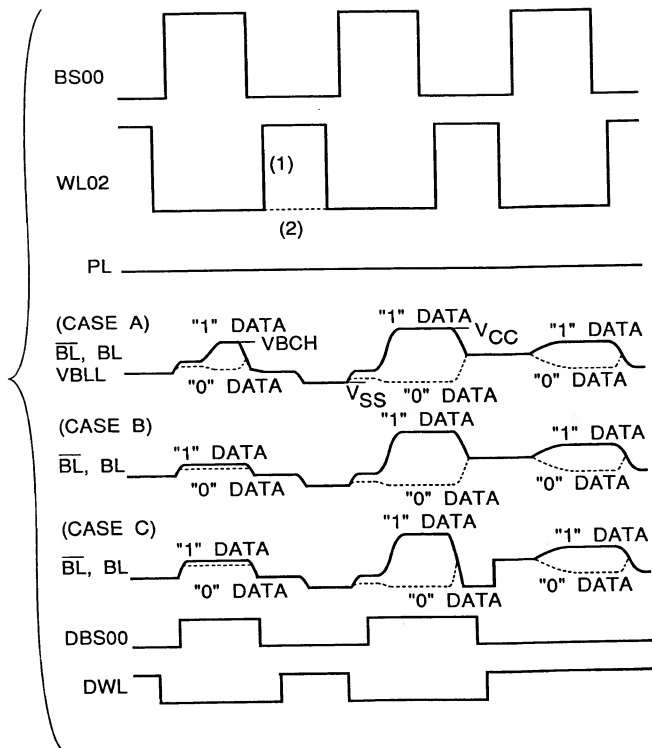 BS00
WL02
(1)
(2)
PL
(CASE A)
"1" DATA
VBCH
"1" DATA
VCC
"1" DATA
BL, BL
VBLL
"0" DATA
VSS
"0" DATA
"0" DATA
(CASE B)
"1" DATA
"1" DATA
"1" DATA
BL, BL
"0" DATA
"0" DATA
"0" DATA
(CASE C)
"1" DATA
"1" DATA
"1" DATA
BL, BL
"0" DATA
"0" DATA
"0" DATA
DBS00
DWL